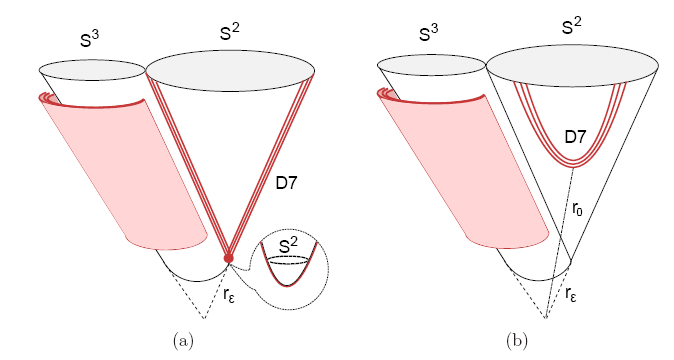 S³ S² S³ S²
D7 D7
r₀
S²
rε rε
(a) (b)